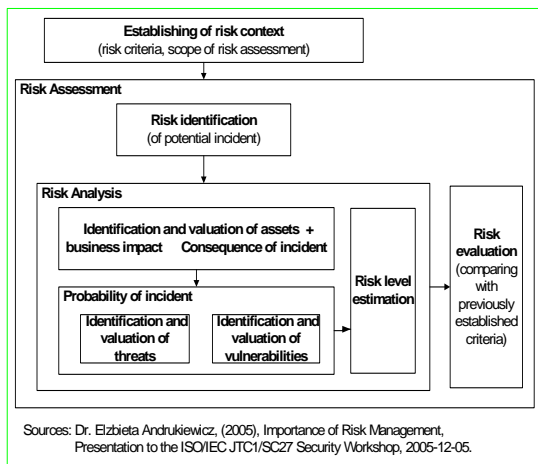 Establishing of risk context
(risk criteria, scope of risk assessment)
Risk Assessment
Risk identification
(of potential incident)
Risk Analysis
Identification and valuation of assets +
business impact Consequence of incident
Probability of incident
Identification and
valuation of
threats
Identification and
valuation of
vulnerabilities
Risk level
estimation
Risk
evaluation
(comparing
with
previously
established
criteria)
Sources: Dr. Elzbieta Andrukiewicz, (2005), Importance of Risk Management,
Presentation to the ISO/IEC JTC1/SC27 Security Workshop, 2005-12-05.